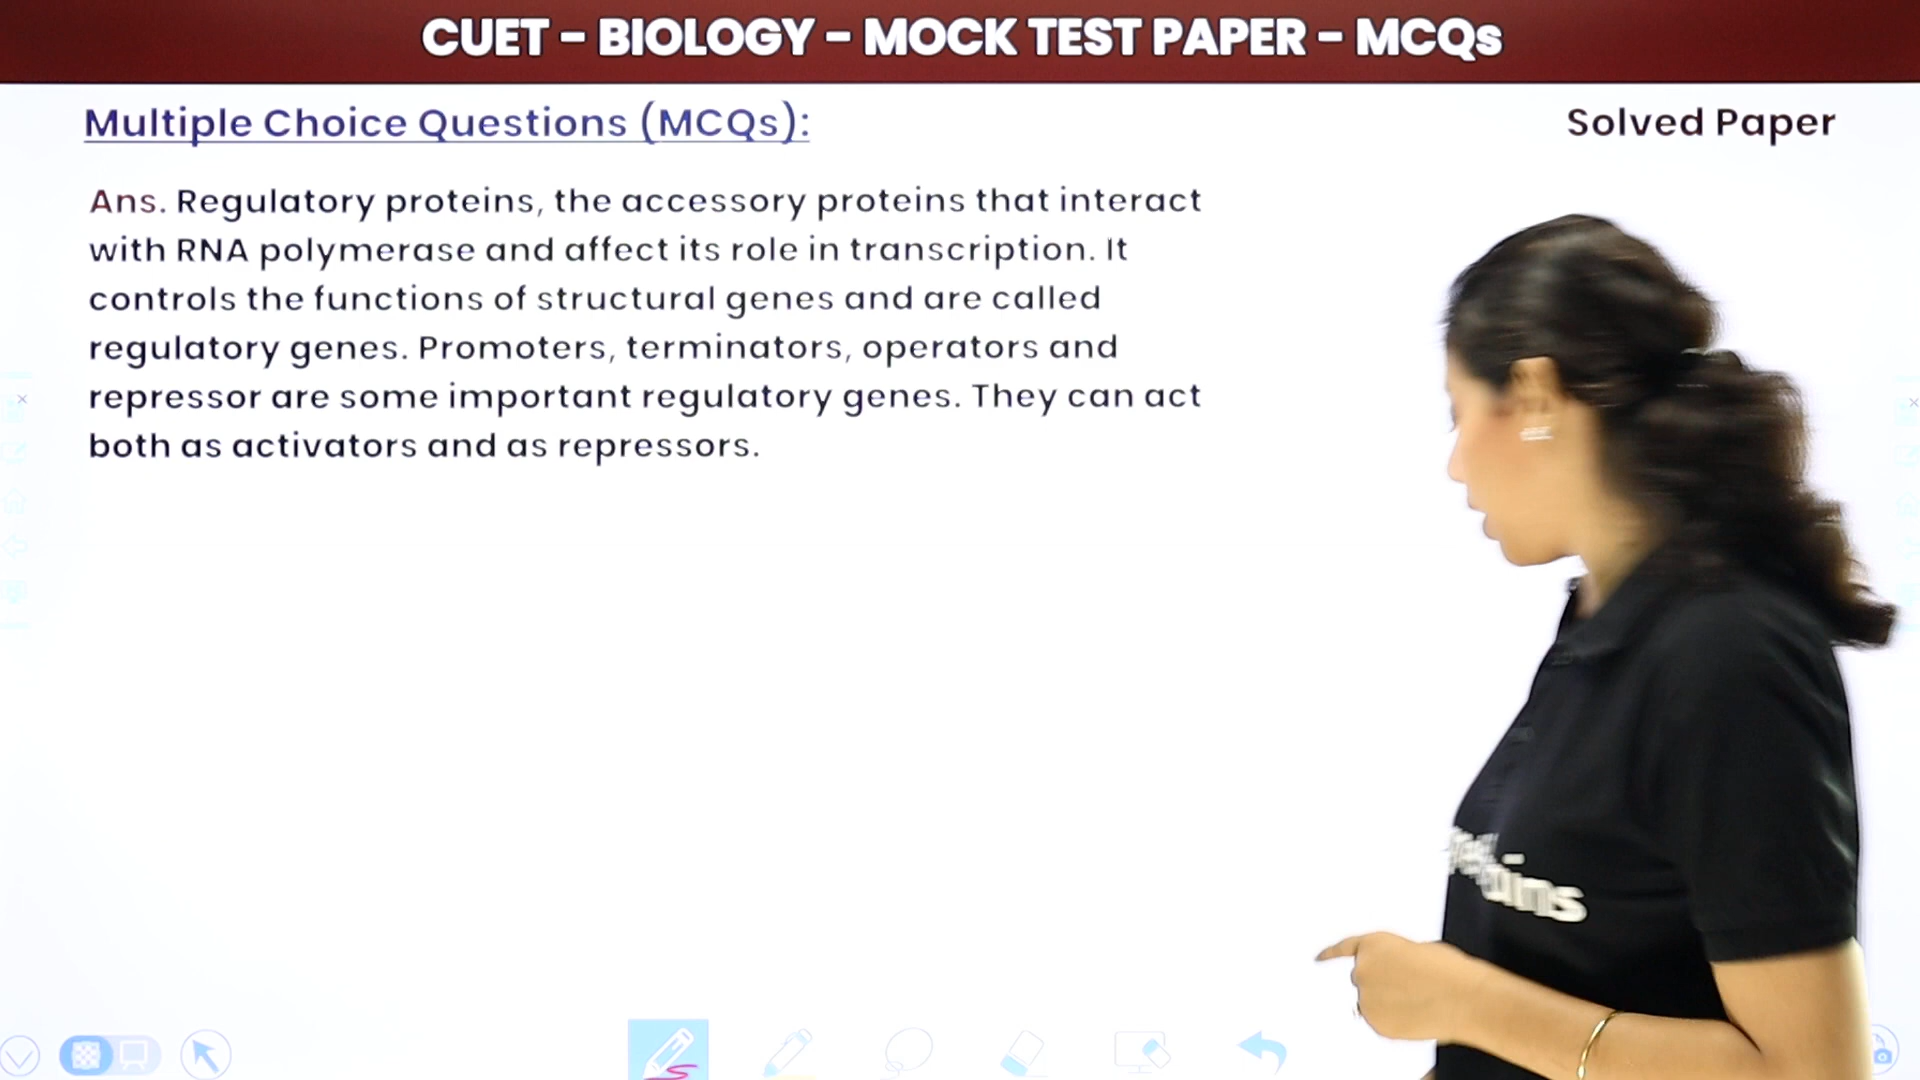 CUET - BIOLOGY - MOCK TEST PAPER - MCQs
Multiple Choice Questions (MCQs):
Solved Paper
Ans. Regulatory proteins, the accessory proteins that interact
with RNA polymerase and affect its role in transcription. It
controls the functions of structural genes and are called
regulatory genes. Promoters, terminators, operators and
repressor are some important regulatory genes. They can act
both as activators and as repressors.